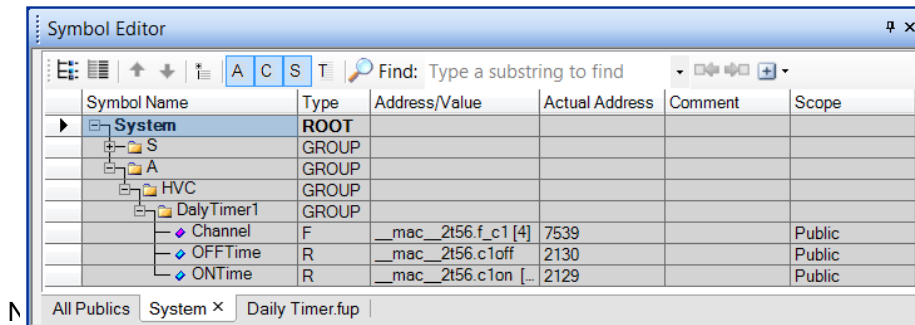 Symbol Editor
A C S T Find: Type a substring to find
Symbol Name Type Address/Value Actual Address Comment Scope
System ROOT
S GROUP
A GROUP
HVC GROUP
DalyTimer1 GROUP
Channel F __mac__2t56.f_c1 [4] 7539 Public
OFFTime R __mac__2t56.c1off 2130 Public
ONTime R __mac__2t56.c1on [... 2129 Public
N All Publics System × Daily Timer.fup